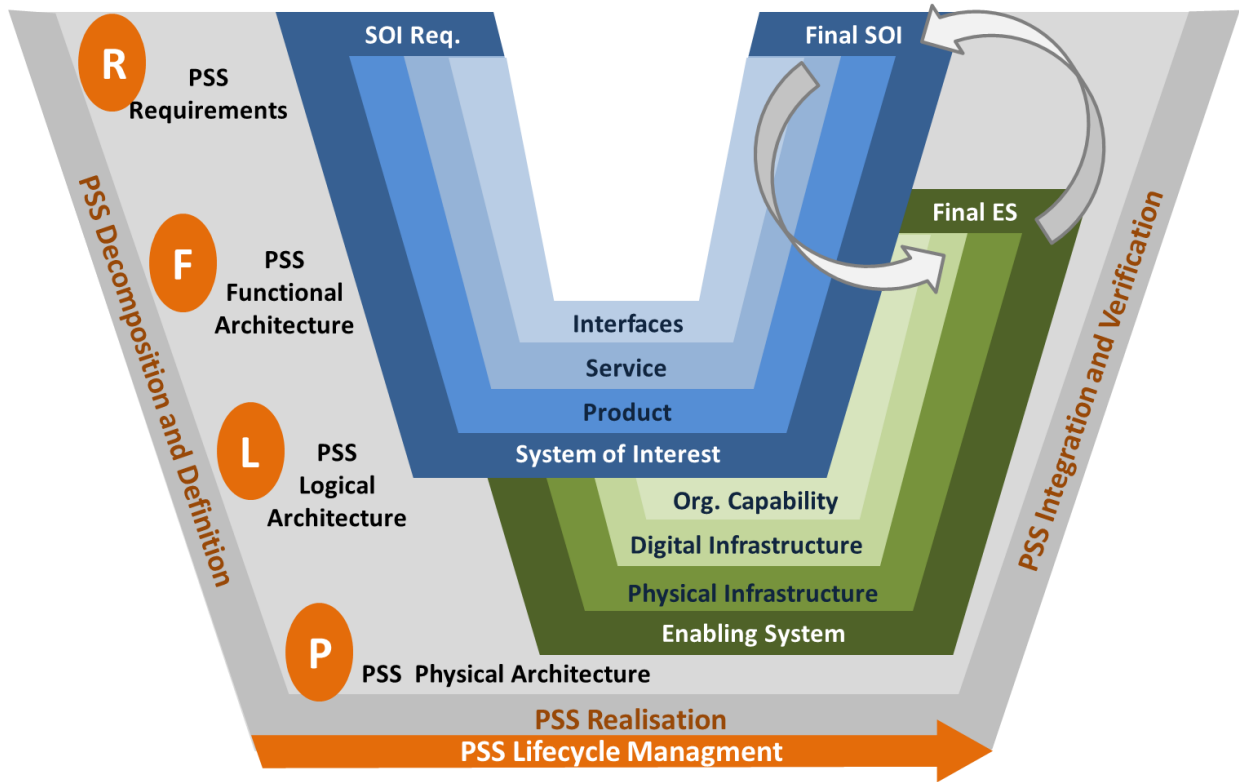 SOI Req.
Final SOI
R
PSS
Requirements
Final ES
F
PSS
Functional
Architecture
PSS Decomposition and Definition
PSS Integration and Verification
Interfaces
Service
Product
System of Interest
L
PSS
Logical
Architecture
Org. Capability
Digital Infrastructure
Physical Infrastructure
Enabling System
P
PSS Physical Architecture
PSS Realisation
PSS Lifecycle Managment